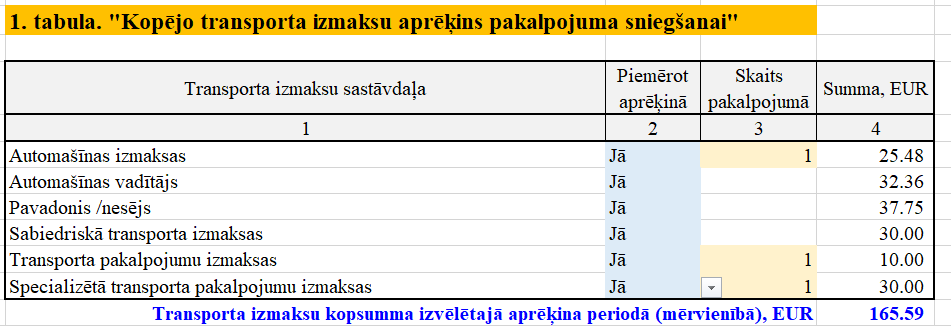 1. tabula. "Kopējo transporta izmaksu aprēķins pakalpojuma sniegšanai"
Transporta izmaksu sastāvdaļa Piemērot aprēķinā Skaits pakalpojumā Summa, EUR
1 2 3 4
Automašīnas izmaksas Jā 1 25.48
Automašīnas vadītājs Jā 32.36
Pavadonis /nesējs Jā 37.75
Sabiedriskā transporta izmaksas Jā 30.00
Transporta pakalpojumu izmaksas Jā 1 10.00
Specializētā transporta pakalpojumu izmaksas Jā 1 30.00
Transporta izmaksu kopsumma izvēlētajā aprēķina periodā (mērvienībā), EUR 165.59